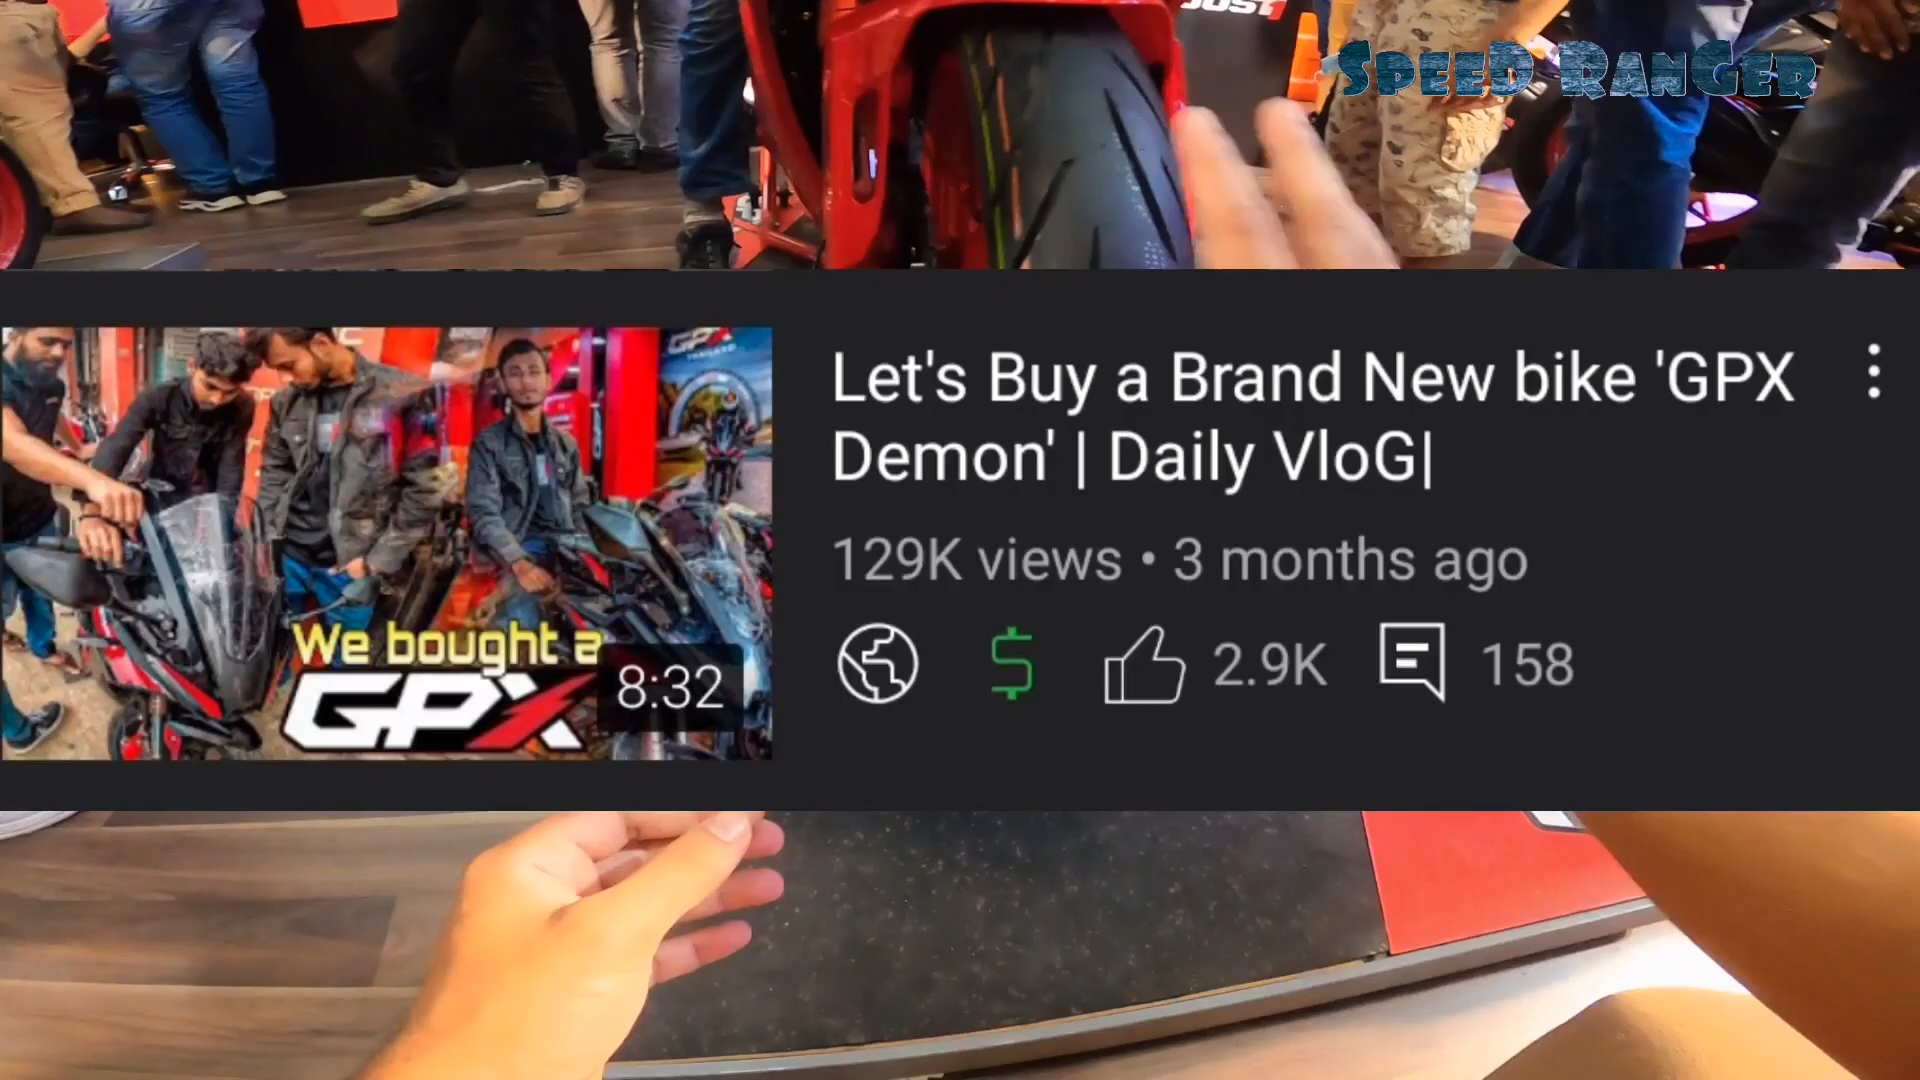 SPEED RANGER
Let's Buy a Brand New bike 'GPX
Demon' | Daily VloG|
129K views • 3 months ago
2.9K 158
We bought a
GPX
8:32
GPX